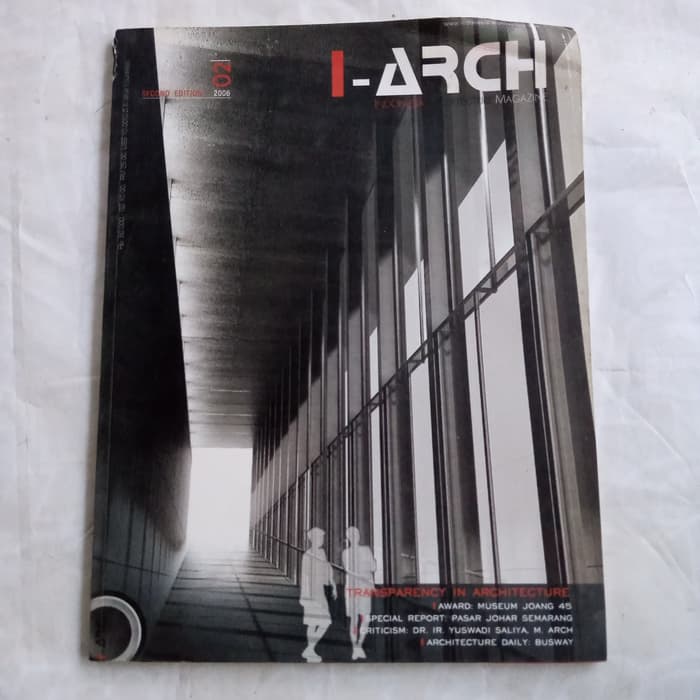 SECOND EDITION 02 2006
I-ARCH
MAGAZINE
TRANSPARENCY IN ARCHITECTURE
AWARD: MUSEUM JOANG 45
SPECIAL REPORT: PASAR JOHAR SEMARANG
CRITICISM: DR. IR. YUSWADI SALIYA, M. ARCH
ARCHITECTURE DAILY: BUSWAY